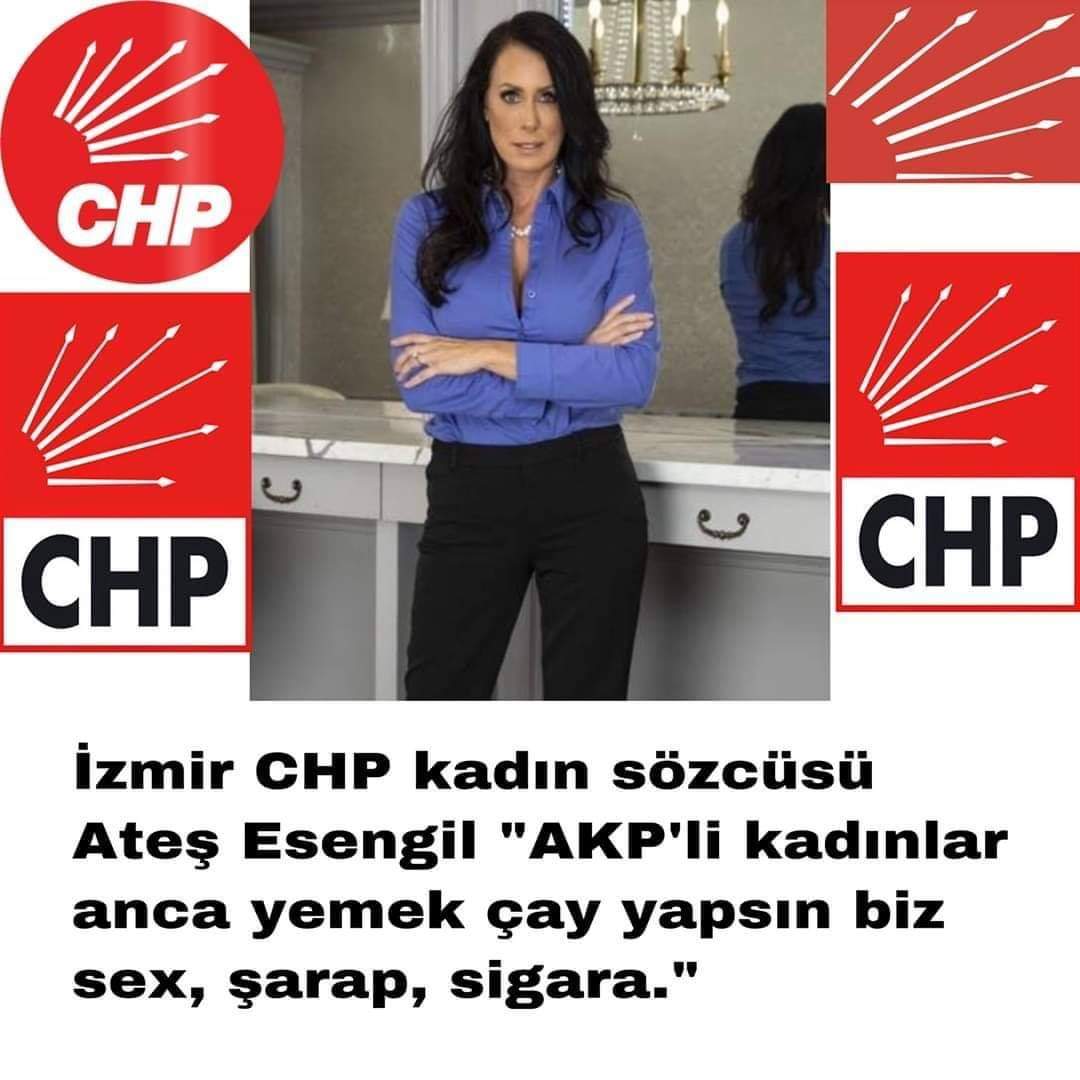 CHP
CHP
CHP
İzmir CHP kadın sözcüsü
Ateş Esengil "AKP'li kadınlar
anca yemek çay yapsın biz
sex, şarap, sigara."